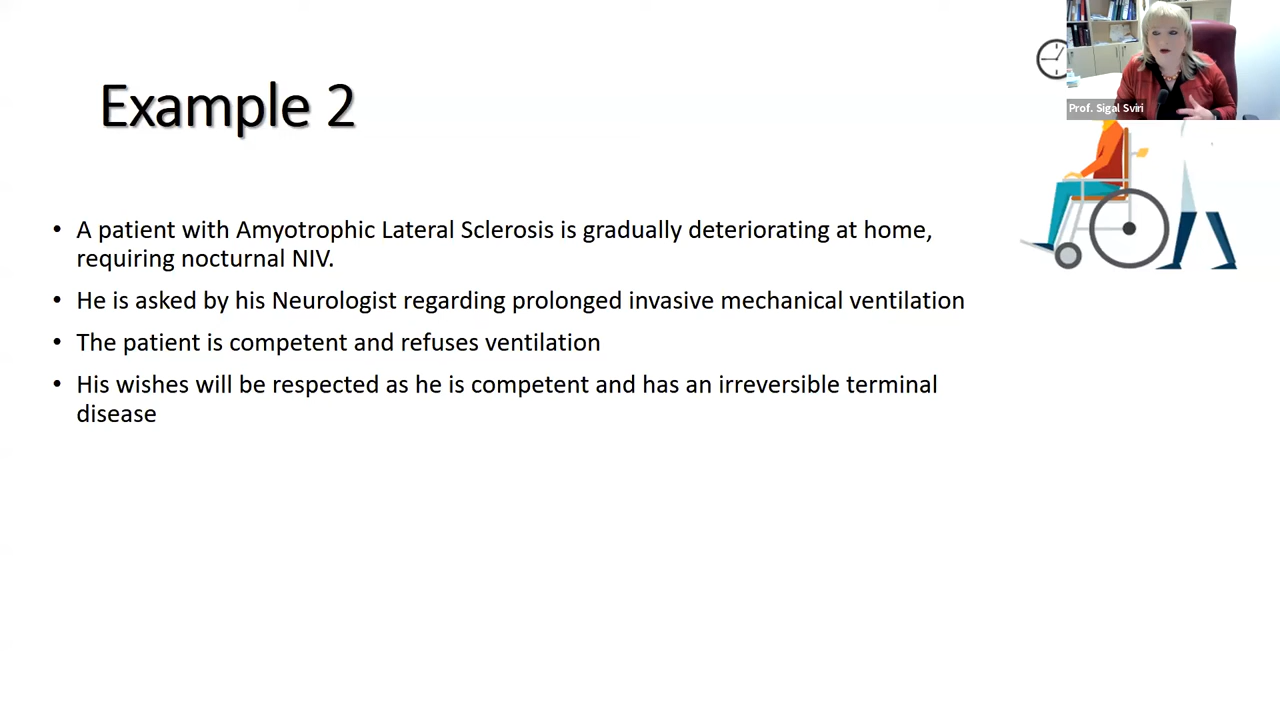 Example 2
Prof. Sigal Sviri
• A patient with Amyotrophic Lateral Sclerosis is gradually deteriorating at home,
requiring nocturnal NIV.
• He is asked by his Neurologist regarding prolonged invasive mechanical ventilation
• The patient is competent and refuses ventilation
• His wishes will be respected as he is competent and has an irreversible terminal
disease